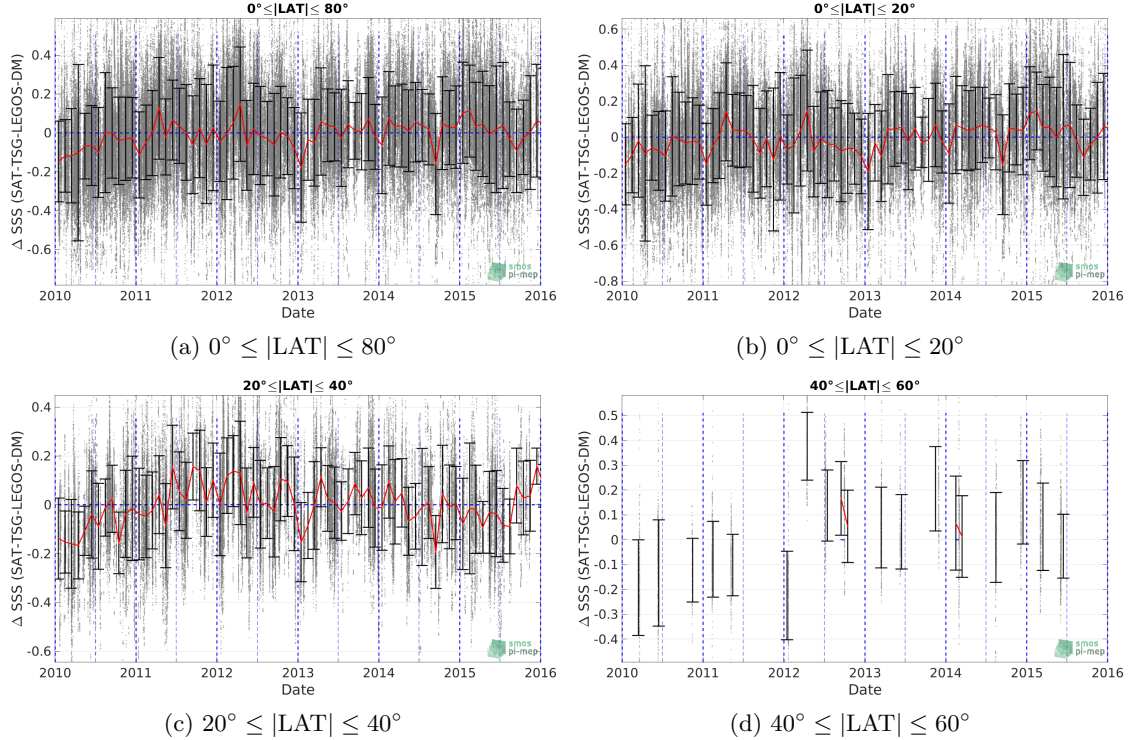 0°≤|LAT|≤ 80°
Δ SSS (SAT-TSG-LEGOS-DM)
0.4
0.2
0
-0.2
-0.4
-0.6
2010 2011 2012 2013 2014 2015 2016
Date
smos
pi-mep
(a) 0° ≤ |LAT| ≤ 80°
0°≤|LAT|≤ 20°
Δ SSS (SAT-TSG-LEGOS-DM)
0.6
0.4
0.2
0
-0.2
-0.4
-0.6
-0.8
2010 2011 2012 2013 2014 2015 2016
Date
smos
pi-mep
(b) 0° ≤ |LAT| ≤ 20°
20°≤|LAT|≤ 40°
Δ SSS (SAT-TSG-LEGOS-DM)
0.4
0.2
0
-0.2
-0.4
-0.6
2010 2011 2012 2013 2014 2015 2016
Date
smos
pi-mep
(c) 20° ≤ |LAT| ≤ 40°
40°≤|LAT|≤ 60°
Δ SSS (SAT-TSG-LEGOS-DM)
0.5
0.4
0.3
0.2
0.1
0
-0.1
-0.2
-0.3
-0.4
2010 2011 2012 2013 2014 2015 2016
Date
smos
pi-mep
(d) 40° ≤ |LAT| ≤ 60°